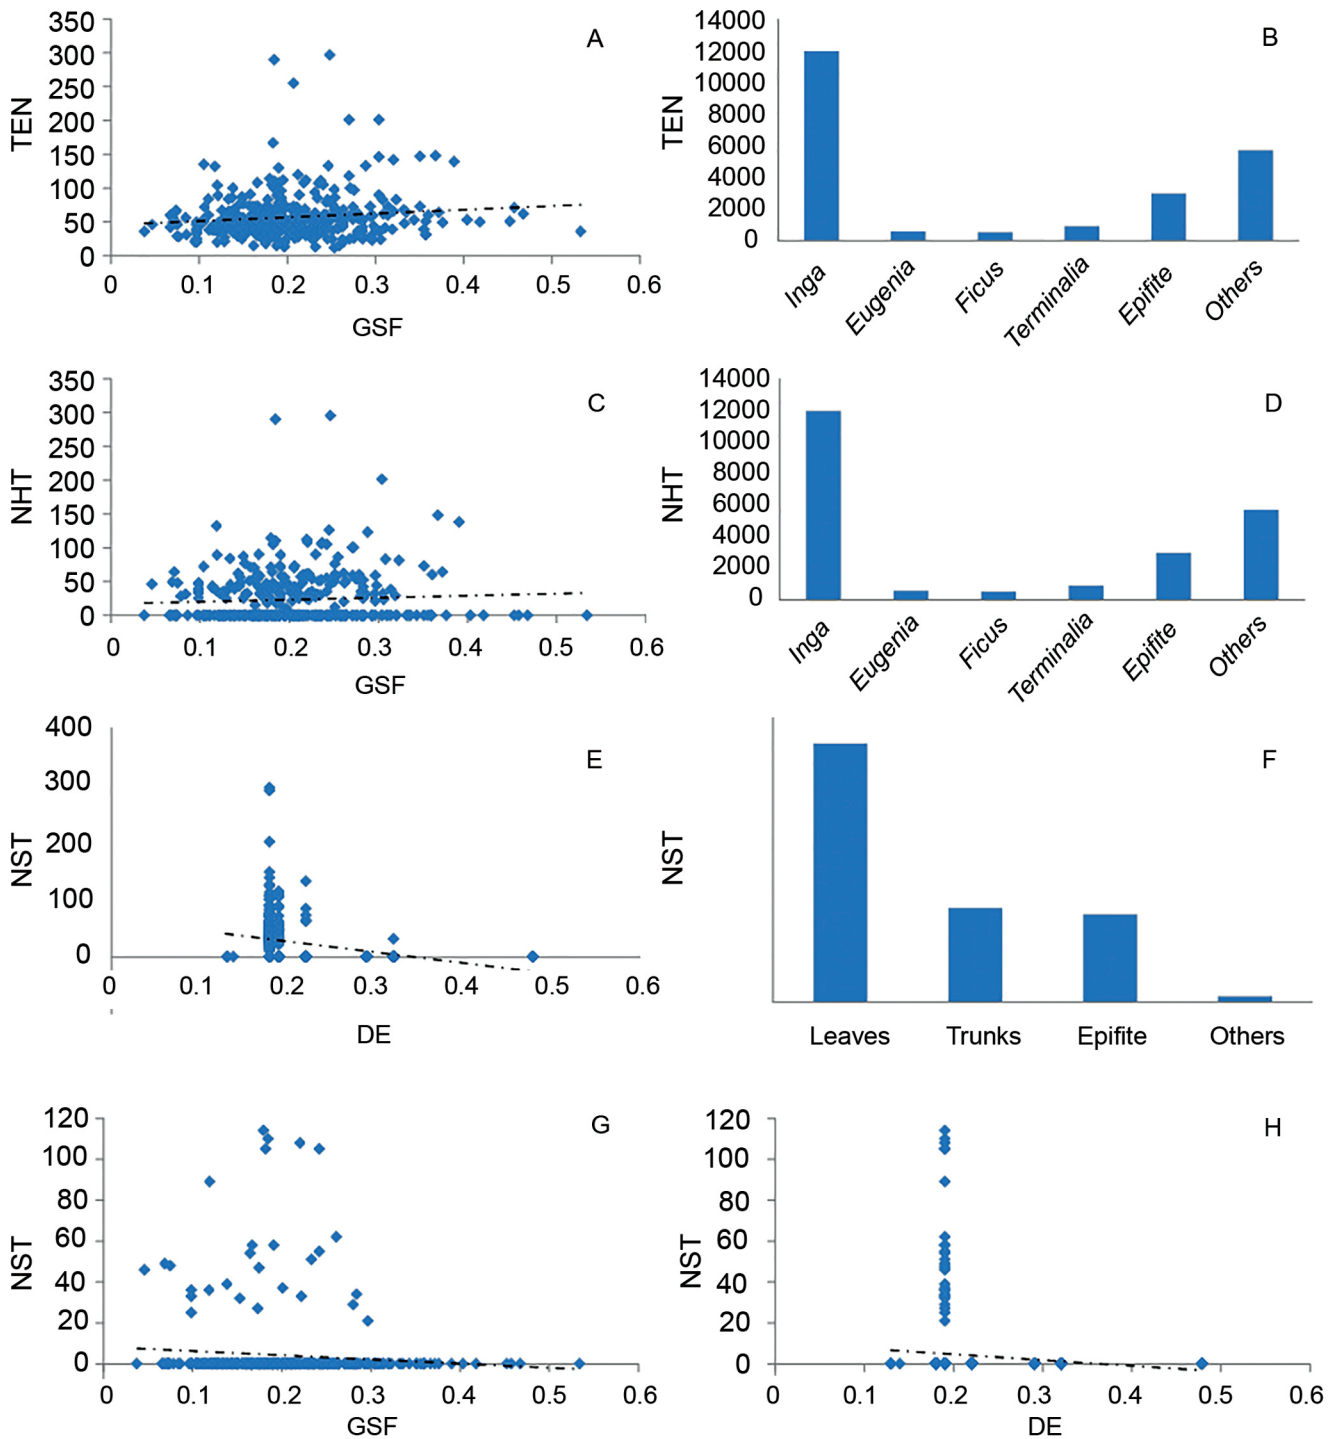 A
TEN
350
300
250
200
150
100
50
0
0 0.1 0.2 0.3 0.4 0.5 0.6
GSF
B
TEN
14000
12000
10000
8000
6000
4000
2000
0
Inga Eugenia Ficus Terminalia Epifite Others
C
NHT
350
300
250
200
150
100
50
0
0 0.1 0.2 0.3 0.4 0.5 0.6
GSF
D
NHT
14000
12000
10000
8000
6000
4000
2000
0
Inga Eugenia Ficus Terminalia Epifite Others
E
NST
400
300
200
100
0
0 0.1 0.2 0.3 0.4 0.5 0.6
DE
F
NST
Leaves Trunks Epifite Others
G
NST
120
100
80
60
40
20
0
0 0.1 0.2 0.3 0.4 0.5 0.6
GSF
H
NST
120
100
80
60
40
20
0
0 0.1 0.2 0.3 0.4 0.5 0.6
DE